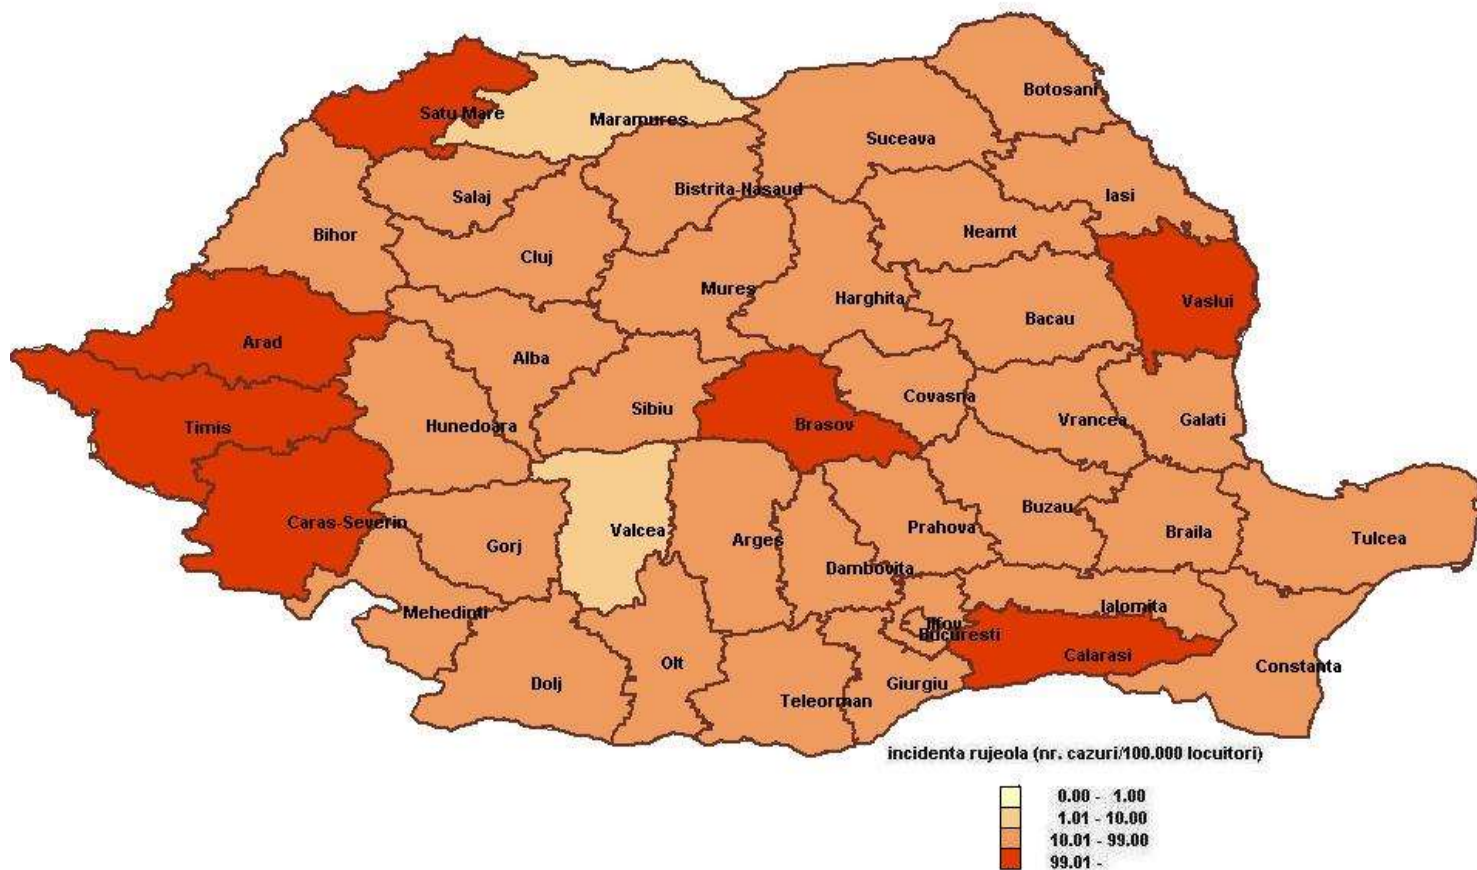 Botosani
Satu Mare
Maramures
Suceava
Salaj
Bistrita-Nasaud
Iasi
Bihor
Cluj
Neamt
Mures
Harghita
Vaslui
Bacau
Arad
Alba
Sibiu
Covasna
Timis
Hunedoara
Brasov
Vrancea
Galati
Caras-Severin
Gorj
Valcea
Arges
Prahova
Buzau
Braila
Tulcea
Dambovita
Mehedinti
Ialomita
Ilfov
Bucuresti
Dolj
Olt
Calarasi
Constanta
Teleorman
Giurgiu
incidenta rujeola (nr. cazuri/100.000 locuitori)
0.00 - 1.00
1.01 - 10.00
10.01 - 99.00
99.01 -